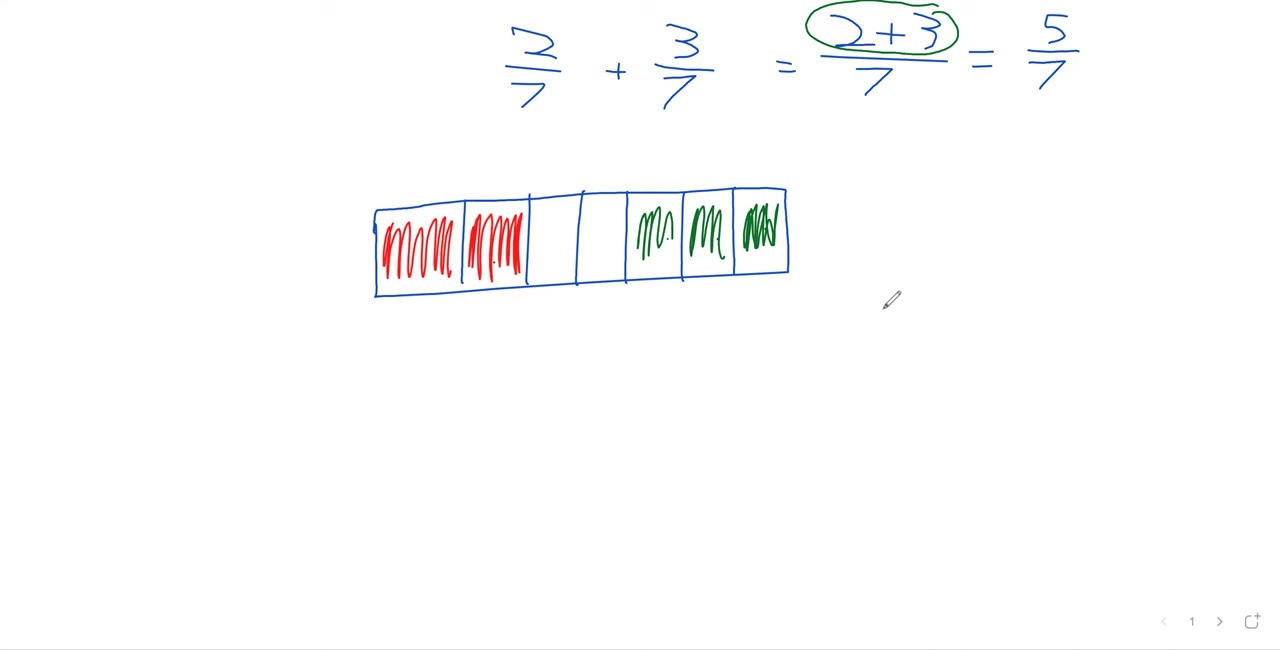 2/7 + 3/7 = 2+3/7 = 5/7
1